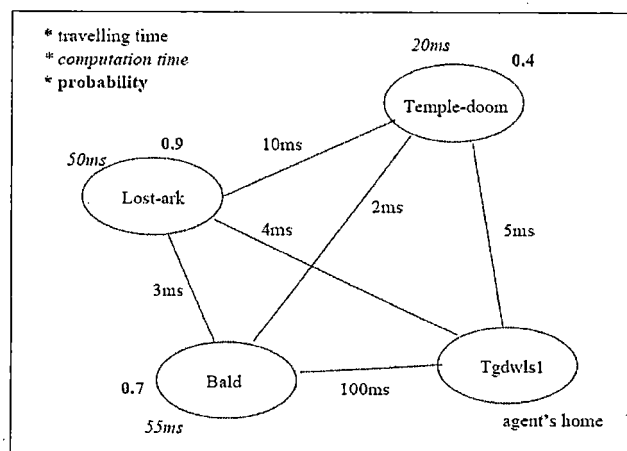 * travelling time
* computation time
* probability
20ms
0.4
Temple-doom
0.9
50ms
Lost-ark
10ms
2ms
4ms
5ms
3ms
Bald
0.7
55ms
100ms
Tgdwls1
agent's home